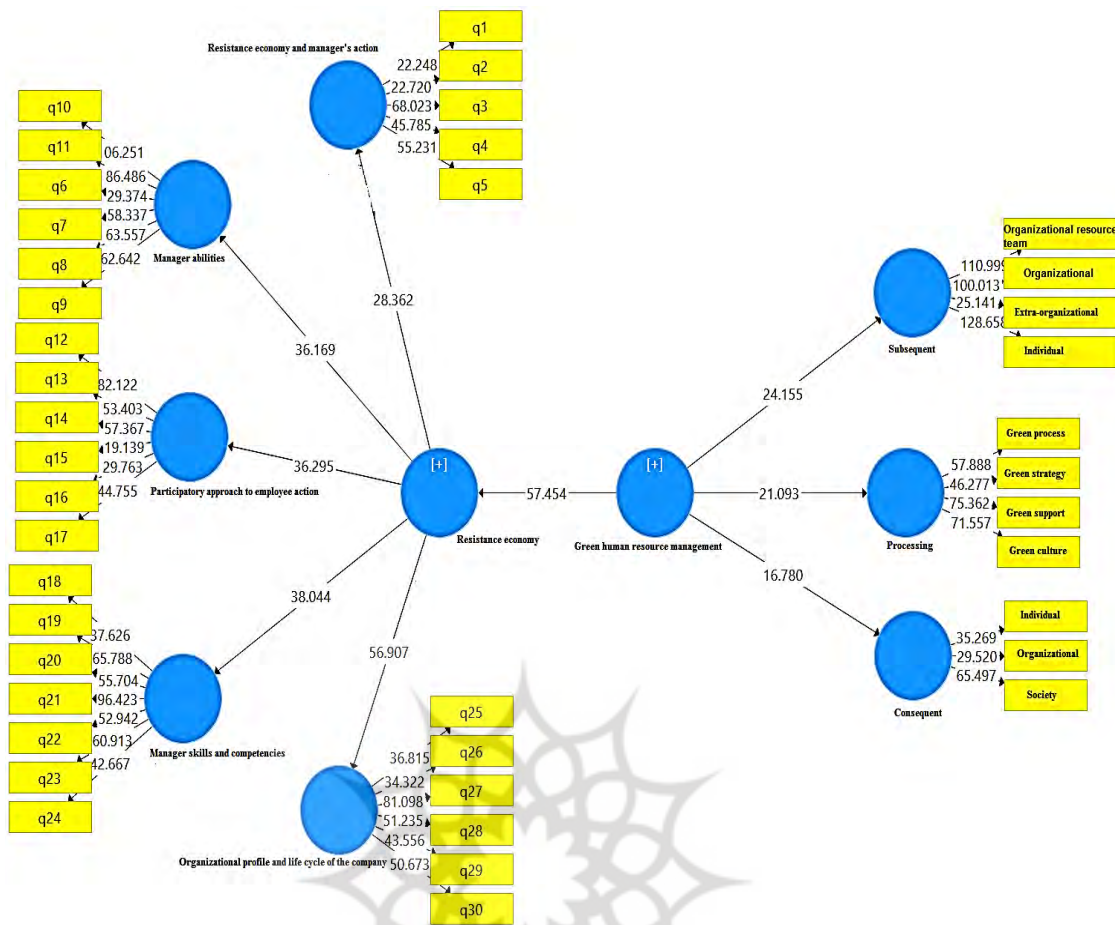 Resistance economy and manager's action
q1
q2
q3
q4
q5
22.248
22.720
68.023
45.785
55.231
q10
q11
q6
q7
q8
q9
06.251
86.486
29.374
58.337
63.557
62.642
Manager abilities
28.362
36.169
q12
q13
q14
q15
q16
q17
82.122
53.403
57.367
19.139
29.763
44.755
Participatory approach to employee action
36.295
[+]
Resistance economy
57.454
[+]
Green human resource management
24.155
21.093
16.780
Organizational resource
team
Organizational
Extra-organizational
Individual
110.999
100.013
25.141
128.658
Subsequent
Green process
Green strategy
Green support
Green culture
57.888
46.277
75.362
71.557
Processing
Individual
Organizational
Society
35.269
29.520
65.497
Consequent
38.044
56.907
q18
q19
q20
q21
q22
q23
q24
37.626
65.788
55.704
96.423
52.942
60.913
42.667
Manager skills and competencies
q25
q26
q27
q28
q29
q30
36.815
34.322
81.098
51.235
43.556
50.673
Organizational profile and life cycle of the company